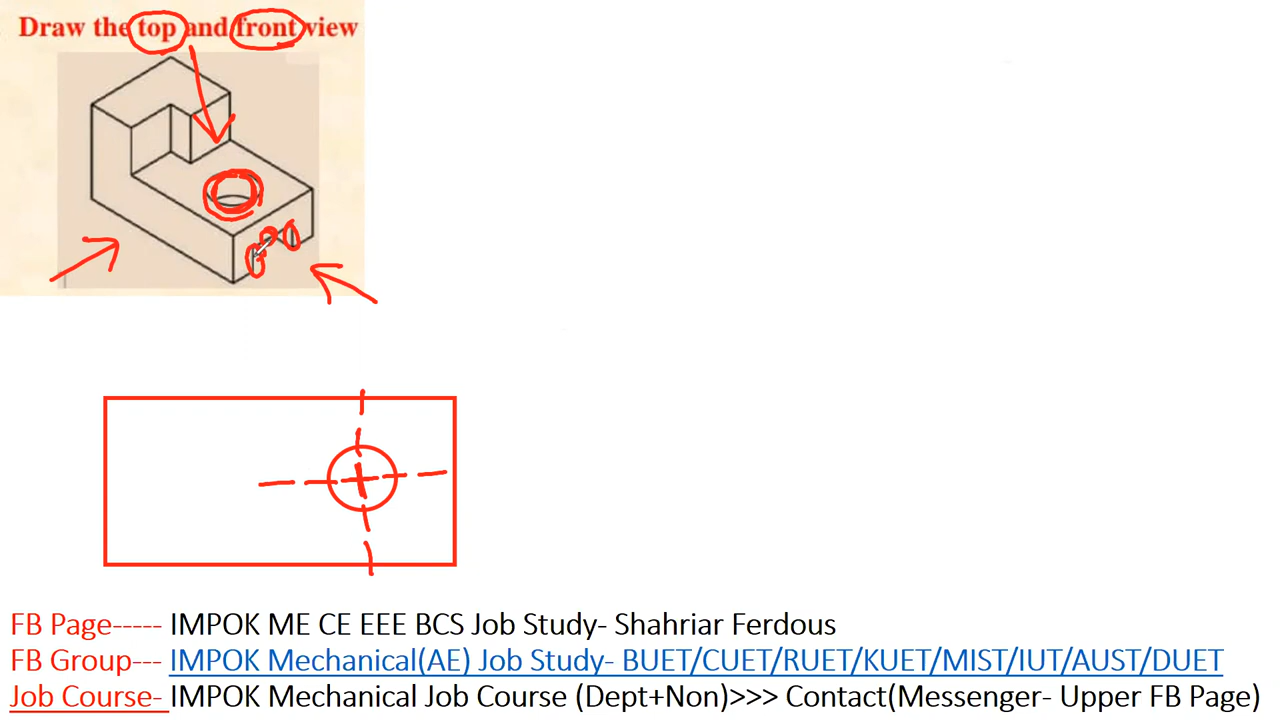 Draw the top and front view
FB Page----- IMPOK ME CE EEE BCS Job Study- Shahriar Ferdous
FB Group--- IMPOK Mechanical(AE) Job Study- BUET/CUET/RUET/KUET/MIST/IUT/AUST/DUET
Job Course- IMPOK Mechanical Job Course (Dept+Non)>>> Contact(Messenger- Upper FB Page)